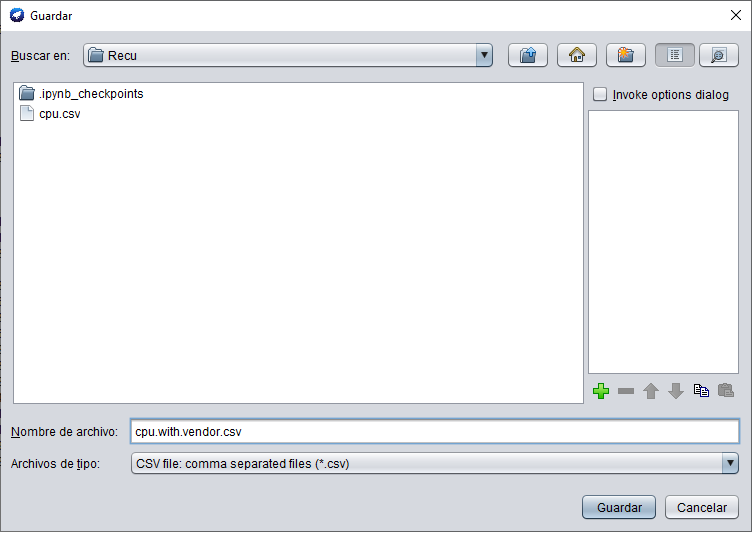 Guardar
Buscar en: Recu
.ipynb_checkpoints
cpu.csv
Invoke options dialog
Nombre de archivo: cpu.with.vendor.csv
Archivos de tipo: CSV file: comma separated files (*.csv)
Guardar Cancelar